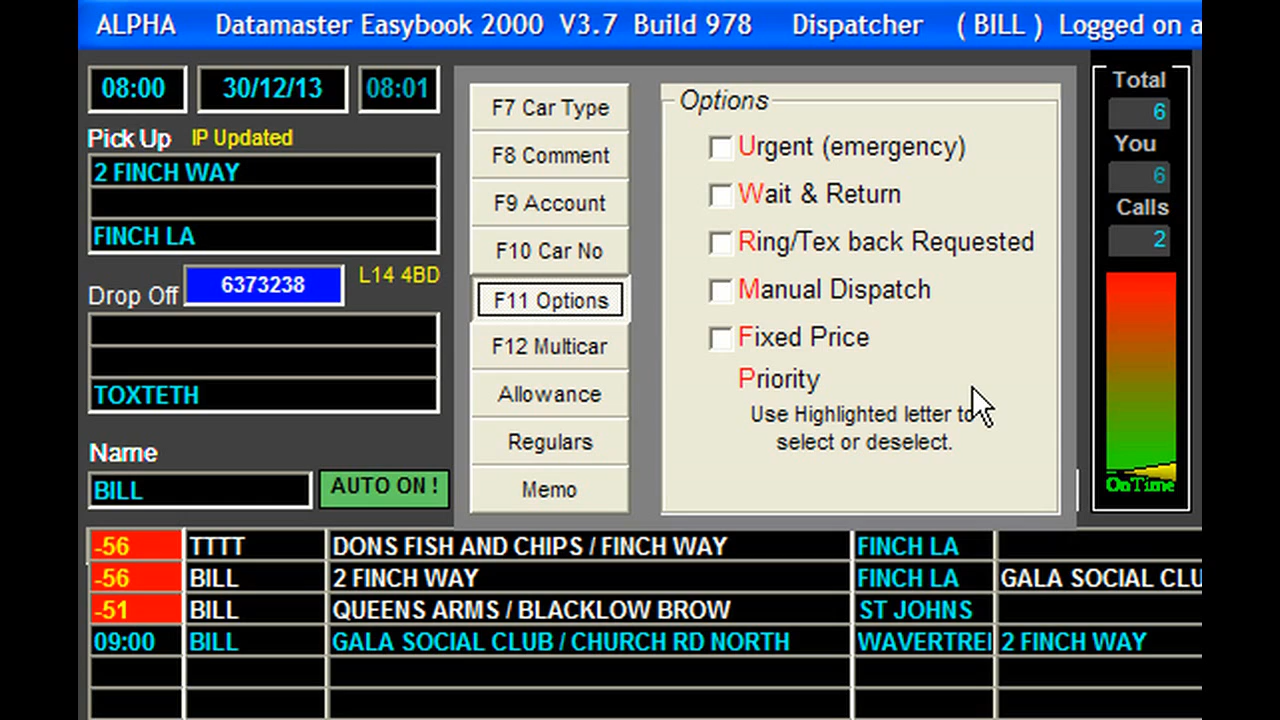 ALPHA Datamaster Easybook 2000 V3.7 Build 978 Dispatcher ( BILL ) Logged on a
08:00 30/12/13 08:01
Pick Up IP Updated
2 FINCH WAY
FINCH LA
Drop Off 6373238 L14 4BD
TOXTETH
Name
BILL AUTO ON !
F7 Car Type
F8 Comment
F9 Account
F10 Car No
F11 Options
F12 Multicar
Allowance
Regulars
Memo
Options
Urgent (emergency)
Wait & Return
Ring/Tex back Requested
Manual Dispatch
Fixed Price
Priority
Use Highlighted letter to
select or deselect.
Total
6
You
6
Calls
2
OnTime
-56 TTTT DONS FISH AND CHIPS / FINCH WAY FINCH LA
-56 BILL 2 FINCH WAY FINCH LA GALA SOCIAL CLU
-51 BILL QUEENS ARMS / BLACKLOW BROW ST JOHNS
09:00 BILL GALA SOCIAL CLUB / CHURCH RD NORTH WAVERTREE 2 FINCH WAY